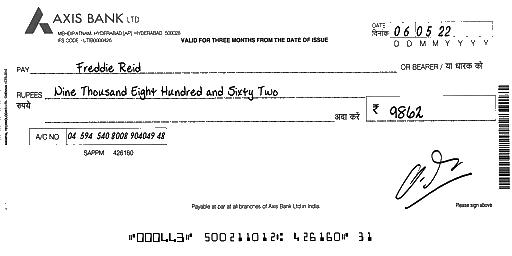 AXIS BANK LTD
MEHDIPATNAM, HYDERABAD (AP) HYDERABAD 500028
IFS CODE - UTIB0000426
VALID FOR THREE MONTHS FROM THE DATE OF ISSUE
DATE
दिनांक 06 05 22
D D M M Y Y Y Y
PAY Freddie Reid OR BEARER / या धारक को
RUPEES Nine Thousand Eight Hundred and Sixty Two
रुपये
अदा करें ₹ 9862
A/C NO 04 594 540 8008 904049 48
SAPPM 426160
Payable at par at all branches of Axis Bank Ltd in India.
Please sign above
"000443" 500211012: 426160" 31